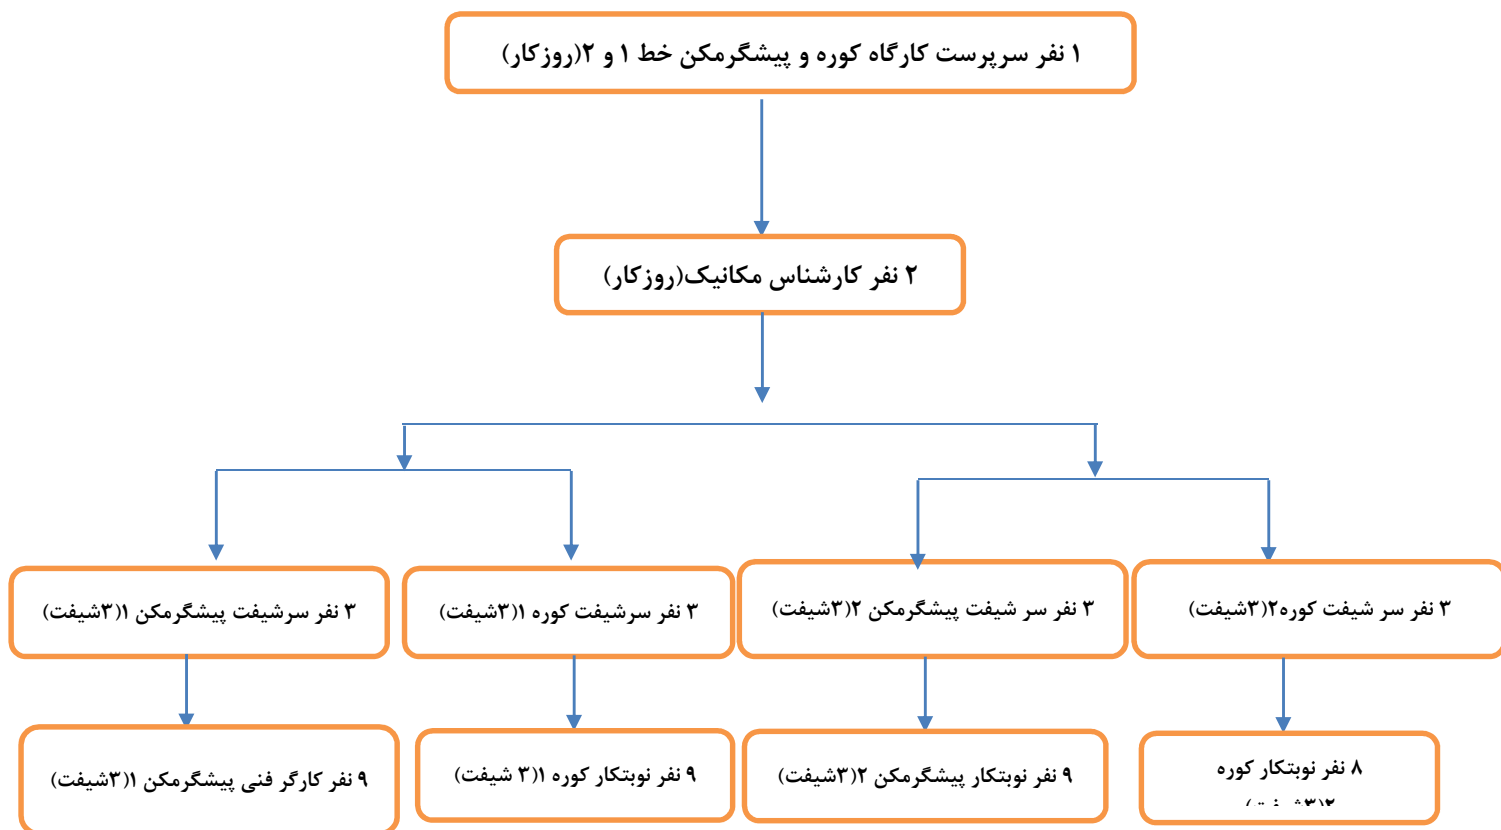 ۱ نفر سرپرست کارگاه کوره و پیشگرمکن خط ۱ و ۲(روزکار)
۲ نفر کارشناس مکانیک(روزکار)
۳ نفر سر شیفت کوره۲(۳شیفت)
۳ نفر سر شیفت پیشگرمکن ۲(۳شیفت)
۳ نفر سرشیفت کوره ۱(۳شیفت)
۳ نفر سرشیفت پیشگرمکن ۱(۳شیفت)
۸ نفر نوبتکار کوره
۲(۳شیفت)
۹ نفر نوبتکار پیشگرمکن ۲(۳شیفت)
۹ نفر نوبتکار کوره ۱(۳ شیفت)
۹ نفر کارگر فنی پیشگرمکن ۱(۳شیفت)